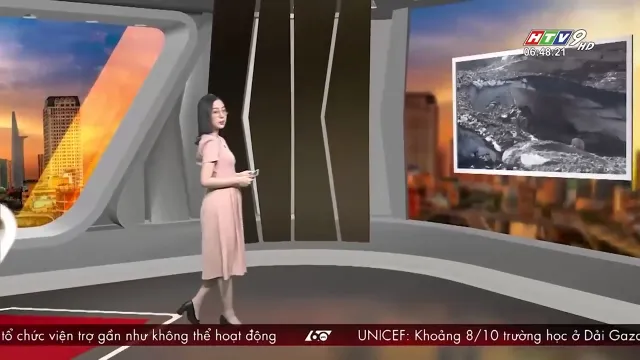 HTV9 HD
06:48:21
tổ chức viện trợ gần như không thể hoạt động
60
UNICEF: Khoảng 8/10 trường học ở Dải Gaza